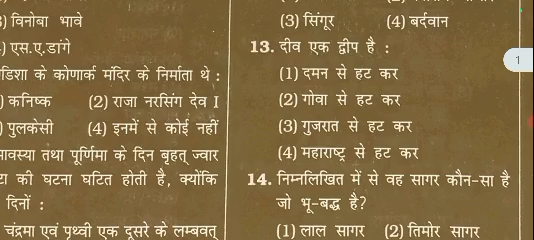 ) विनोबा भावे
) एस.ए.डांगे
डिशा के कोणार्क मंदिर के निर्माता थे :
) कनिष्क (2) राजा नरसिंग देव I
) पुलकेसी (4) इनमें से कोई नहीं
मावस्या तथा पूर्णिमा के दिन बृहत् ज्वार
टा की घटना घटित होती है, क्योंकि
दिनों :
चंद्रमा एवं पृथ्वी एक दूसरे के लम्बवत्
(3) सिंगूर (4) बर्दवान
13. दीव एक द्वीप है :
(1) दमन से हट कर
(2) गोवा से हट कर
(3) गुजरात से हट कर
(4) महाराष्ट्र से हट कर
14. निम्नलिखित में से वह सागर कौन-सा है
जो भू-बद्ध है?
(1) लाल सागर (2) तिमोर सागर
1